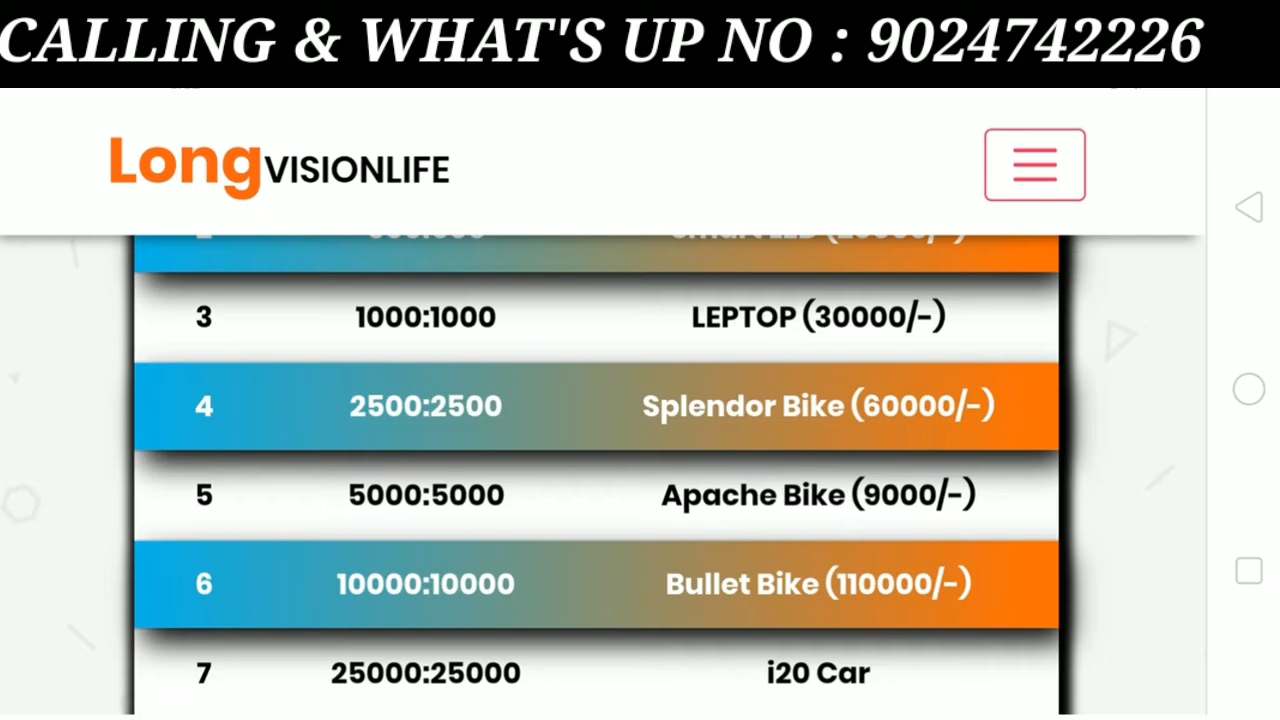 CALLING & WHAT'S UP NO : 9024742226
LongVISIONLIFE
3 1000:1000 LEPTOP (30000/-)
4 2500:2500 Splendor Bike (60000/-)
5 5000:5000 Apache Bike (9000/-)
6 10000:10000 Bullet Bike (110000/-)
7 25000:25000 i20 Car